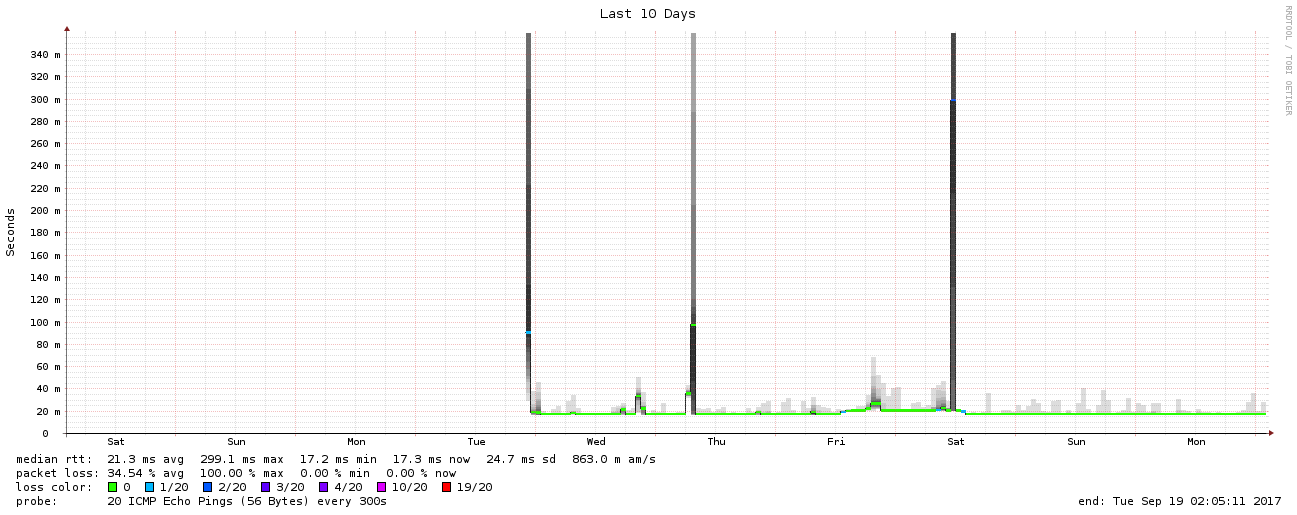 Last 10 Days
RRDTOOL / TOBI OETIKER
Seconds
340 m
320 m
300 m
280 m
260 m
240 m
220 m
200 m
180 m
160 m
140 m
120 m
100 m
80 m
60 m
40 m
20 m
0
Sat Sun Mon Tue Wed Thu Fri Sat Sun Mon
median rtt: 21.3 ms avg 299.1 ms max 17.2 ms min 17.3 ms now 24.7 ms sd 863.0 m am/s
packet loss: 34.54 % avg 100.00 % max 0.00 % min 0.00 % now
loss color: 0 1/20 2/20 3/20 4/20 10/20 19/20
probe: 20 ICMP Echo Pings (56 Bytes) every 300s
end: Tue Sep 19 02:05:11 2017